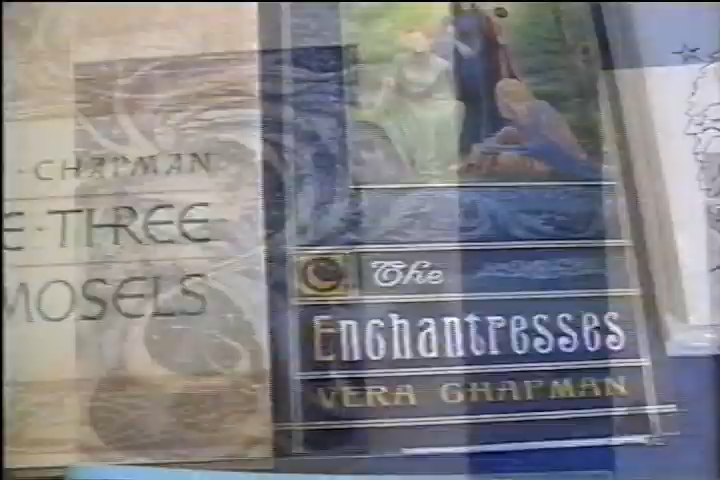 · CHAPMAN
E · THREE
MOSELS
The
Enchantresses
VERA CHAPMAN